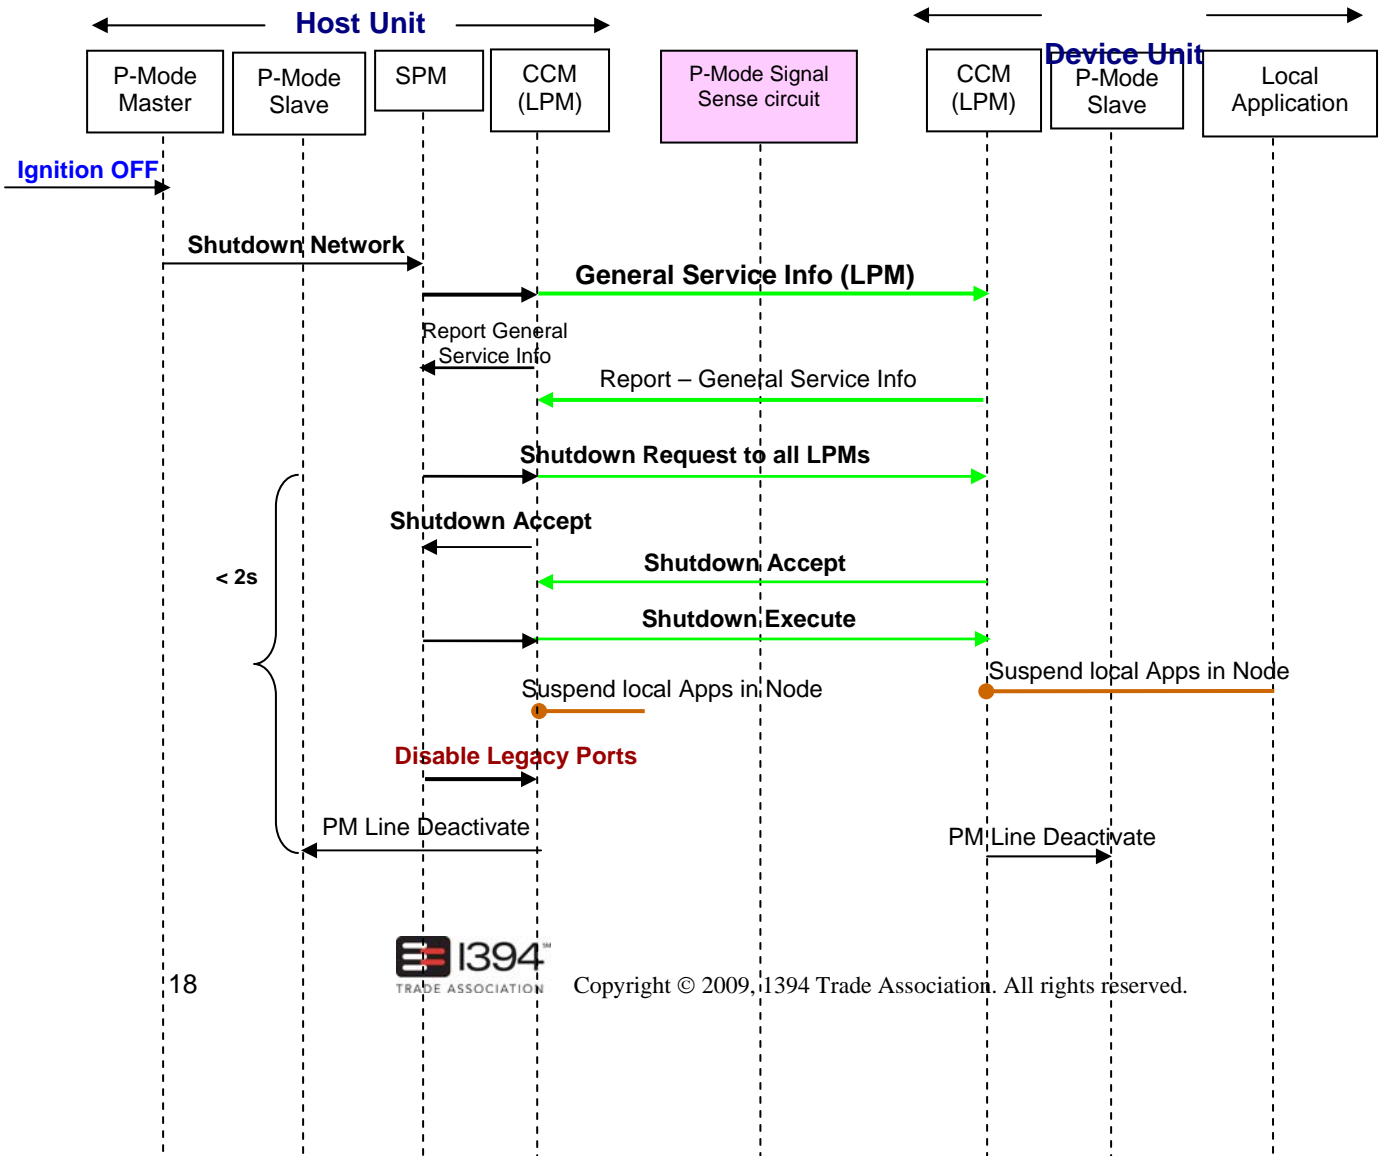 Host Unit
Device Unit
P-Mode
Master
P-Mode
Slave
SPM
CCM
(LPM)
P-Mode Signal
Sense circuit
CCM
(LPM)
P-Mode
Slave
Local
Application
Ignition OFF
Shutdown Network
General Service Info (LPM)
Report General
Service Info
Report – General Service Info
Shutdown Request to all LPMs
Shutdown Accept
Shutdown Accept
< 2s
Shutdown Execute
Suspend local Apps in Node
Suspend local Apps in Node
Disable Legacy Ports
PM Line Deactivate
PM Line Deactivate
1394 SM
TRADE ASSOCIATION
18
Copyright © 2009, 1394 Trade Association. All rights reserved.